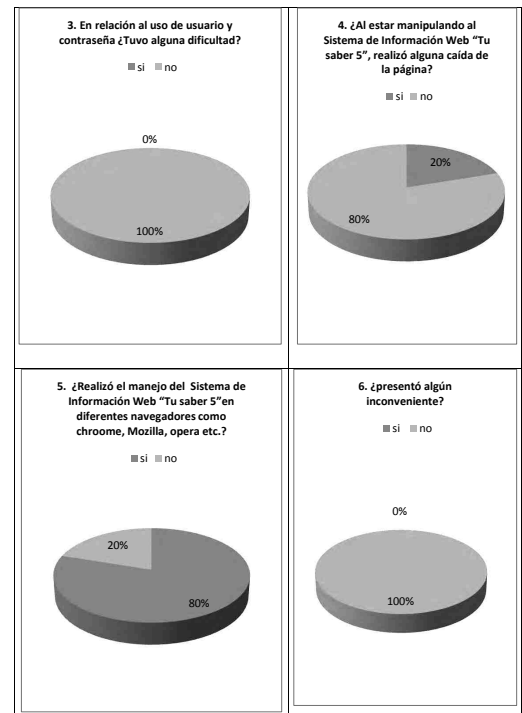 3. En relación al uso de usuario y
contraseña ¿Tuvo alguna dificultad?
si no
0%
100%
4. ¿Al estar manipulando al
Sistema de Información Web “Tu
saber 5”, realizó alguna caída de
la página?
si no
20%
80%
5. ¿Realizó el manejo del Sistema de
Información Web “Tu saber 5”en
diferentes navegadores como
chroome, Mozilla, opera etc.?
si no
20%
80%
6. ¿presentó algún
inconveniente?
si no
0%
100%